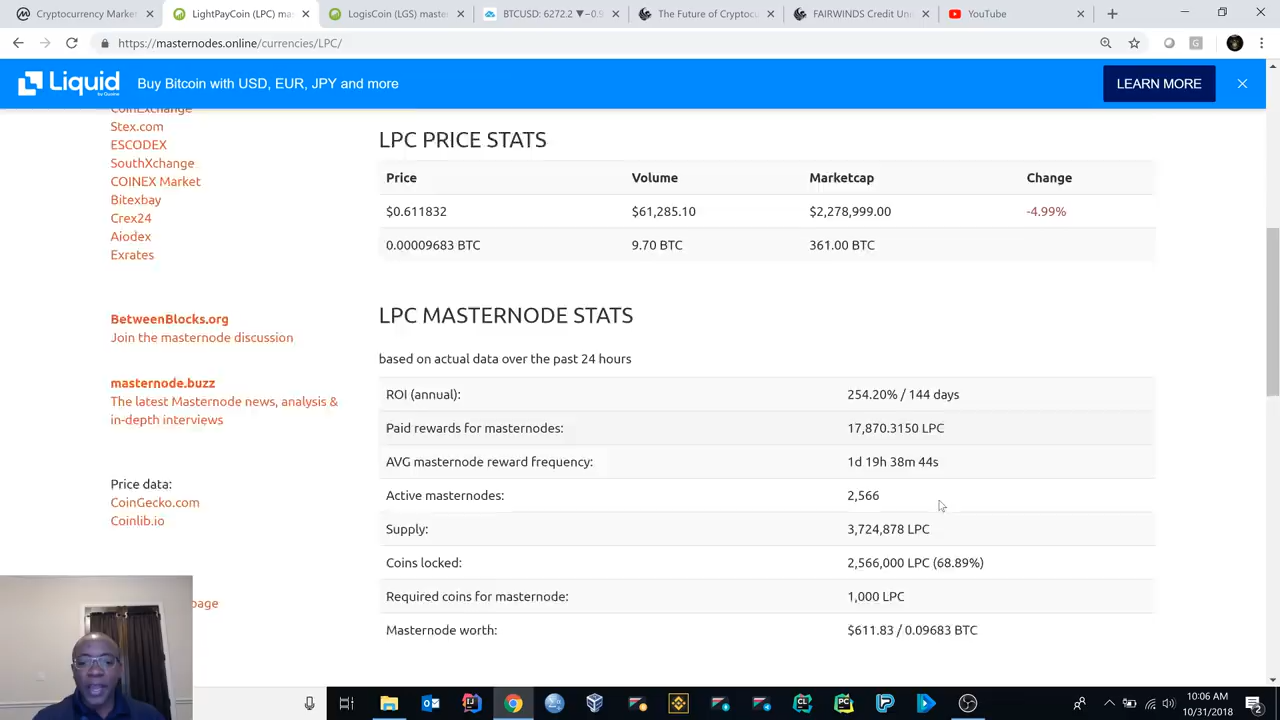 Cryptocurrency Market
LightPayCoin (LPC) mas
LogisCoin (LGS) master
BTCUSD: 6272.2 ▼−0.9
The Future of Cryptocu
FAIRWINDS Credit Uni
YouTube
https://masternodes.online/currencies/LPC/
Liquid
by Quoine
Buy Bitcoin with USD, EUR, JPY and more
LEARN MORE
CoinExchange
Stex.com
ESCODEX
SouthXchange
COINEX Market
Bitexbay
Crex24
Aiodex
Exrates
BetweenBlocks.org
Join the masternode discussion
masternode.buzz
The latest Masternode news, analysis &
in-depth interviews
Price data:
CoinGecko.com
Coinlib.io
page
LPC PRICE STATS
Price Volume Marketcap Change
$0.611832 $61,285.10 $2,278,999.00 -4.99%
0.00009683 BTC 9.70 BTC 361.00 BTC
LPC MASTERNODE STATS
based on actual data over the past 24 hours
ROI (annual): 254.20% / 144 days
Paid rewards for masternodes: 17,870.3150 LPC
AVG masternode reward frequency: 1d 19h 38m 44s
Active masternodes: 2,566
Supply: 3,724,878 LPC
Coins locked: 2,566,000 LPC (68.89%)
Required coins for masternode: 1,000 LPC
Masternode worth: $611.83 / 0.09683 BTC
10:06 AM
10/31/2018